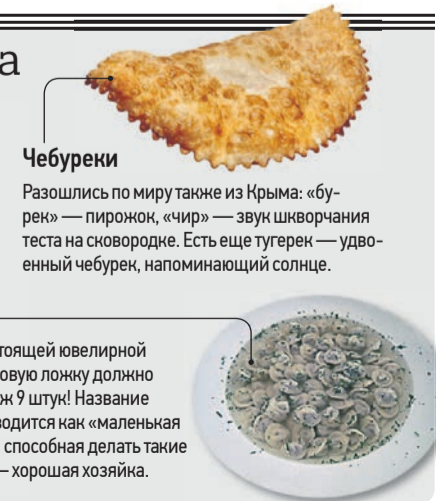 а
Чебуреки
Разошлись по миру также из Крыма: «бу-
рек» — пирожок, «чир» — звук шкворчания
теста на сковородке. Есть еще тугерек — удво-
енный чебурек, напоминающий солнце.
тоящей ювелирной
овую ложку должно
ж 9 штук! Название
водится как «маленькая
способная делать такие
— хорошая хозяйка.